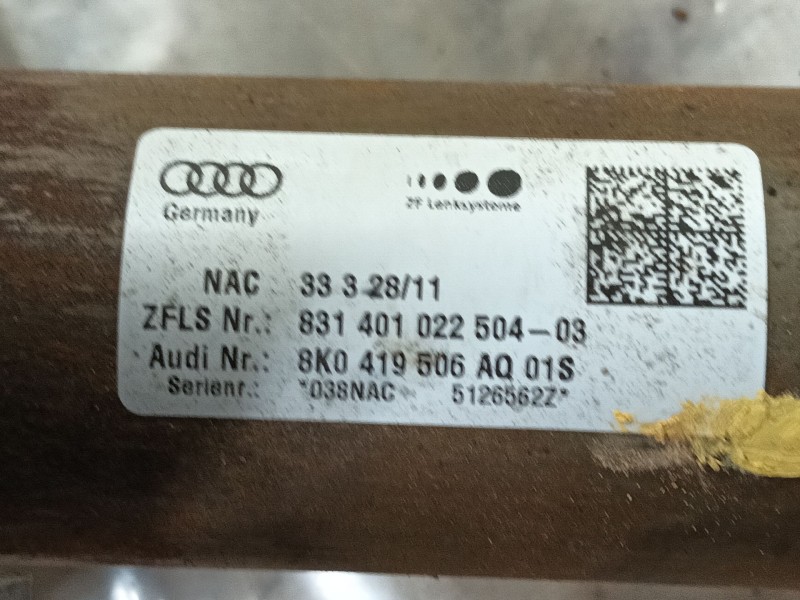 Germany
ZF Lenksysteme
NAC 33 3 28/11
ZFLS Nr.: 831 401 022 504-03
Audi Nr.: 8K0 419 506 AQ 01S
Serienr.: *038NAC+ 5126562Z*